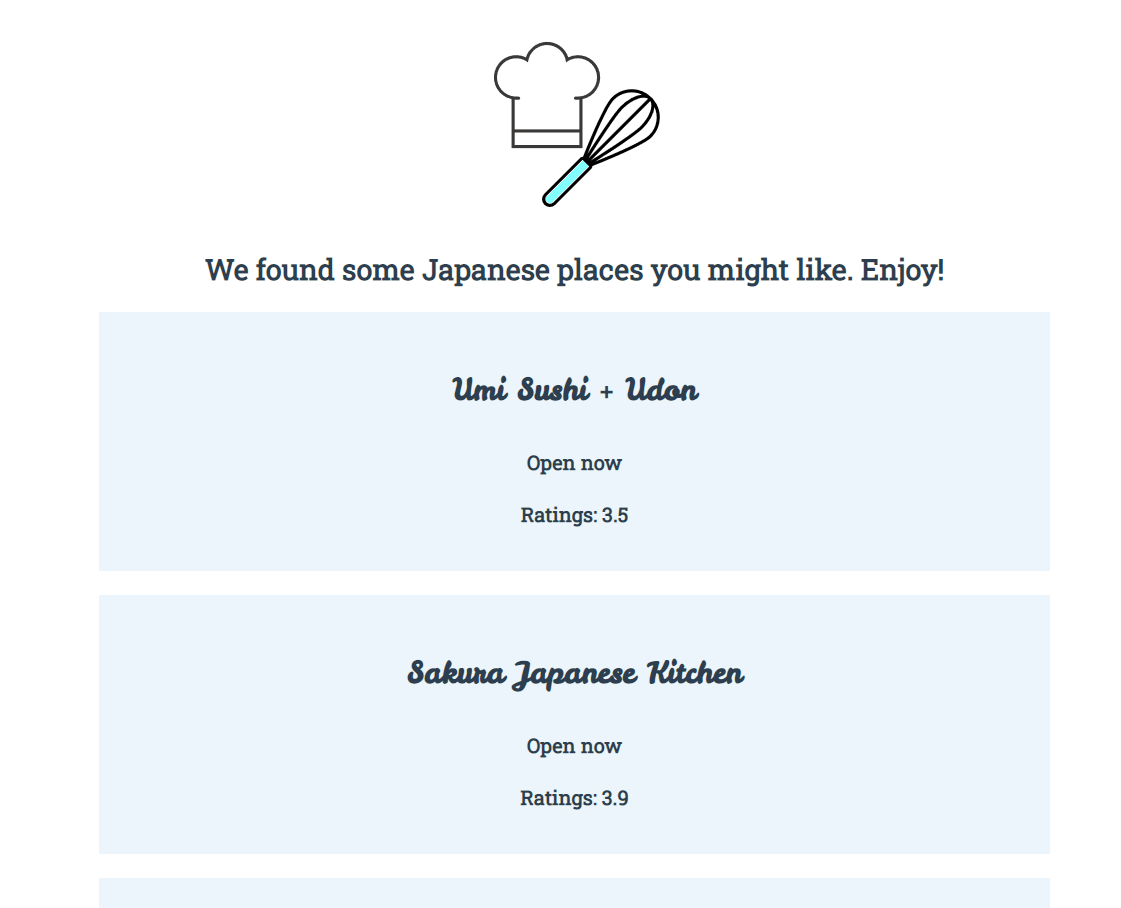 We found some Japanese places you might like. Enjoy!
Umi Sushi + Udon
Open now
Ratings: 3.5
Sakura Japanese Kitchen
Open now
Ratings: 3.9